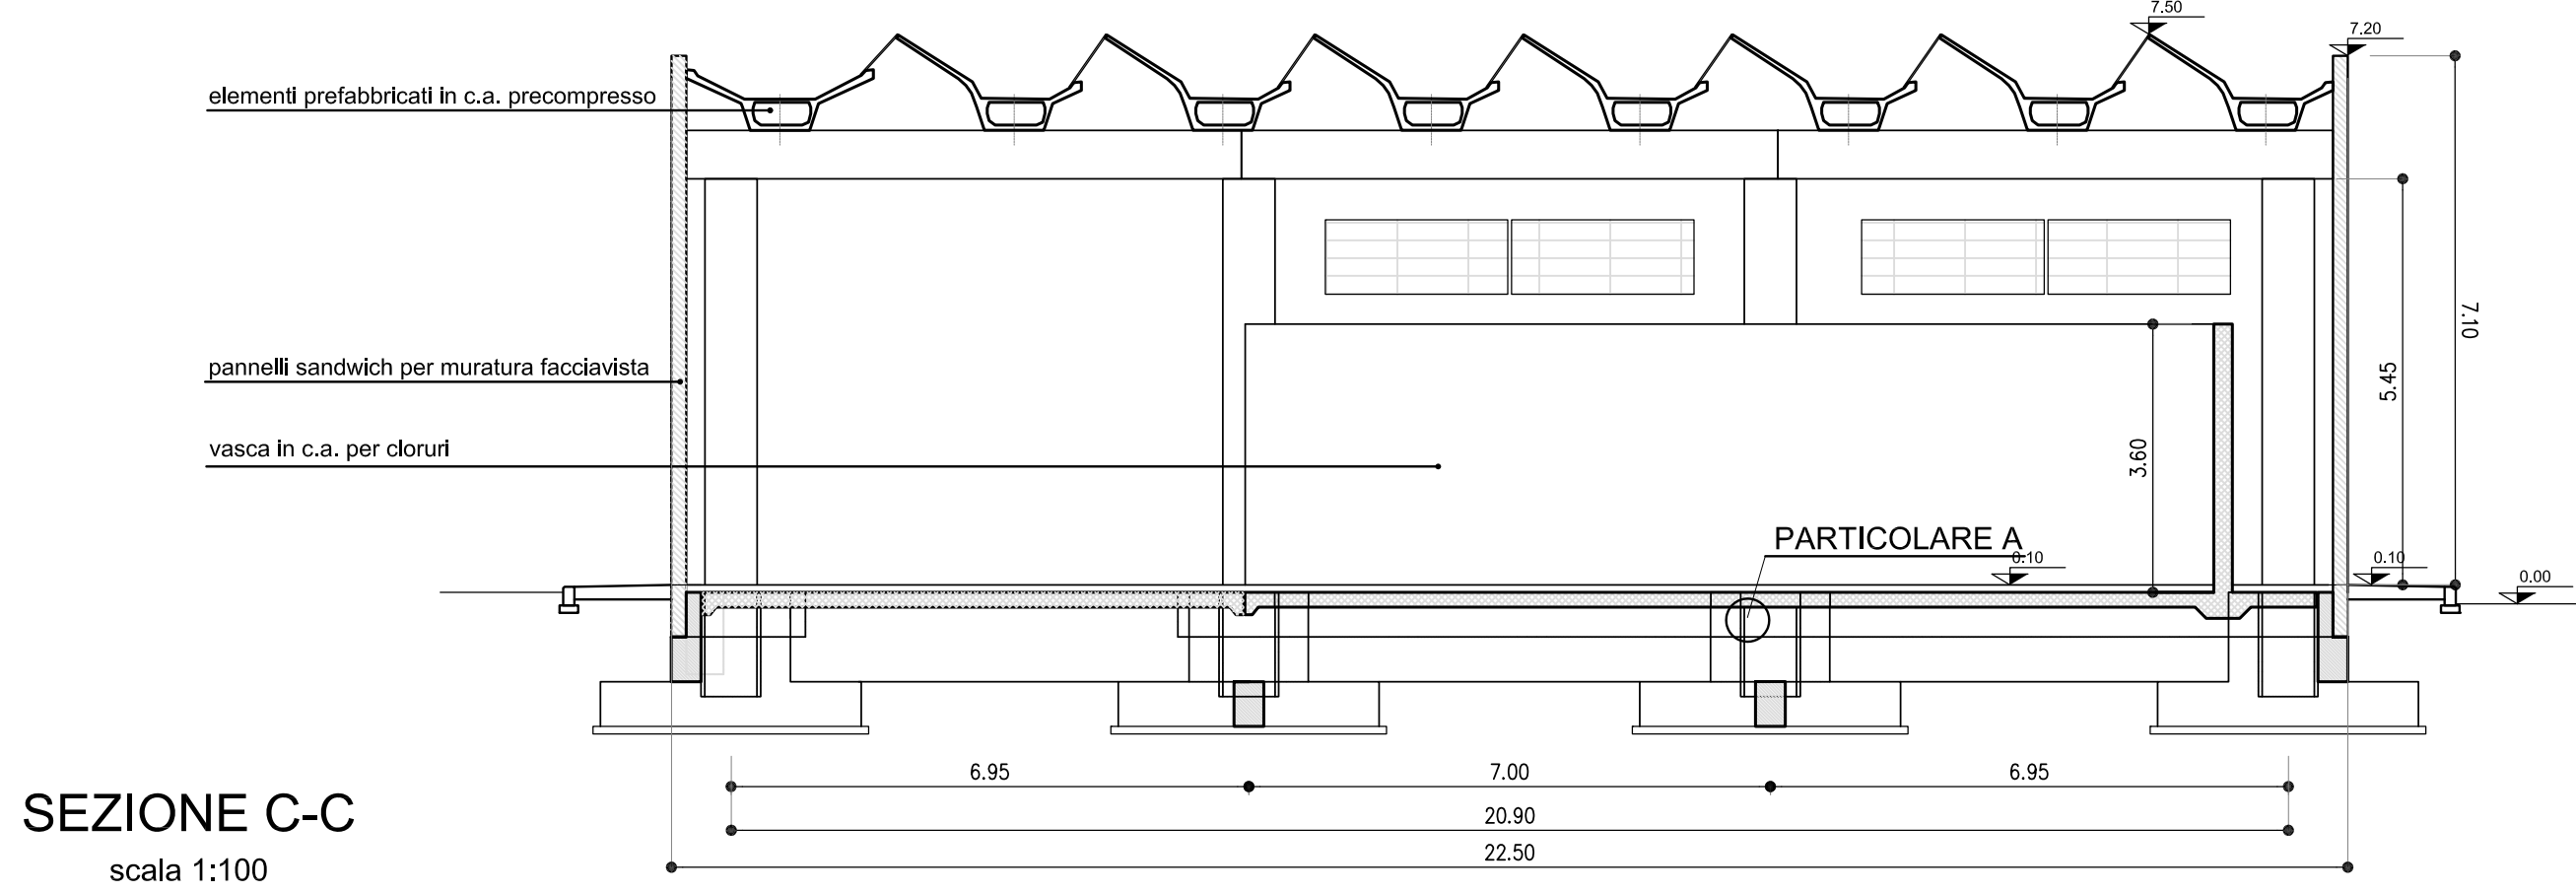 7.50
7.20
elementi prefabbricati in c.a. precompresso
7.10
pannelli sandwich per muratura facciavista
5.45
vasca in c.a. per cloruri
3.60
PARTICOLARE A
0.10
0.10
0.00
6.95
7.00
6.95
20.90
22.50
SEZIONE C-C
scala 1:100